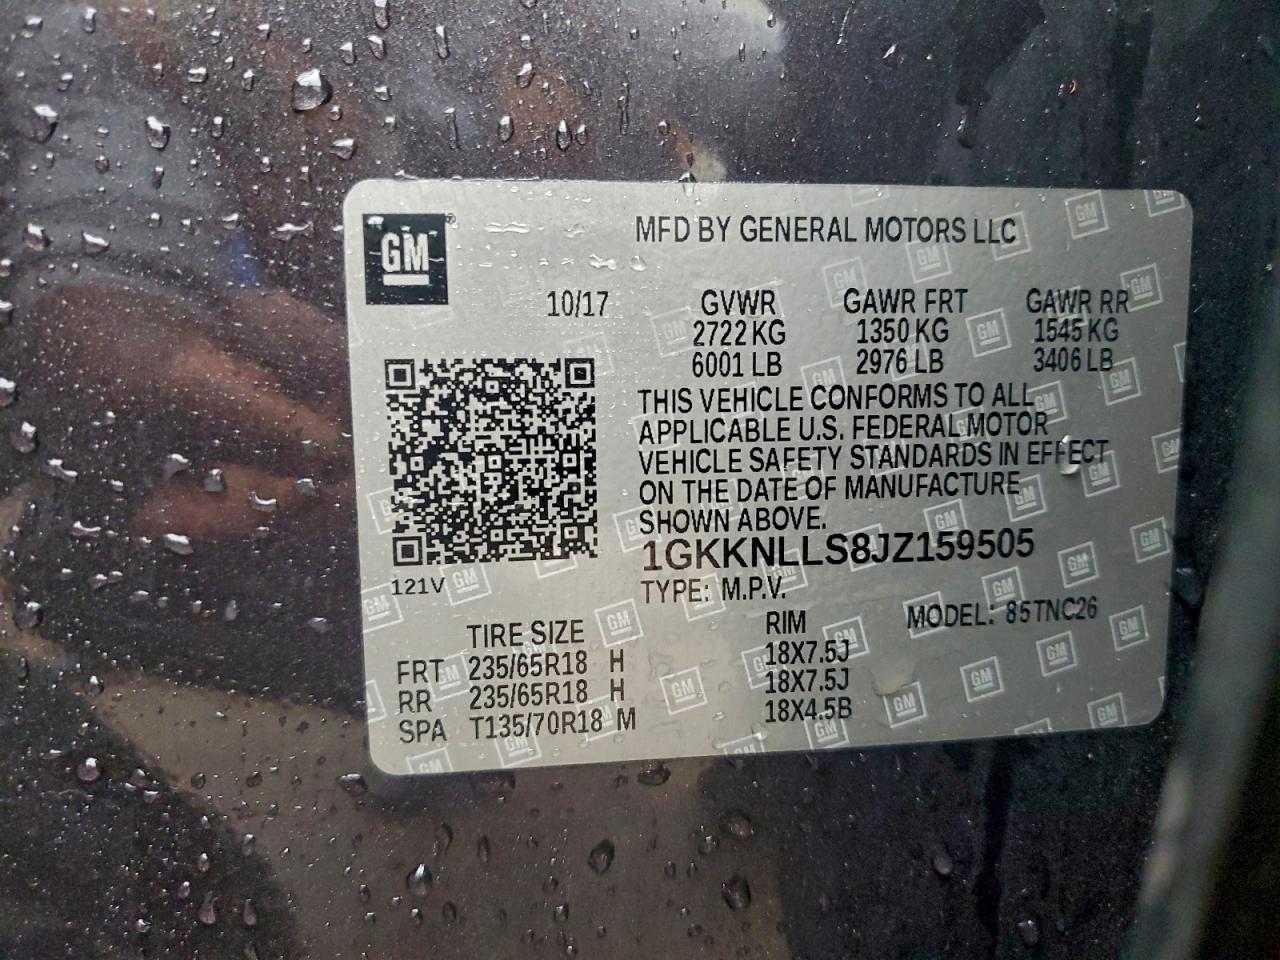 GM
MFD BY GENERAL MOTORS LLC
10/17
GVWR GAWR FRT GAWR RR
2722 KG 1350 KG 1545 KG
6001 LB 2976 LB 3406 LB
THIS VEHICLE CONFORMS TO ALL
APPLICABLE U.S. FEDERAL MOTOR
VEHICLE SAFETY STANDARDS IN EFFECT
ON THE DATE OF MANUFACTURE
SHOWN ABOVE.
1GKKNLLS8JZ159505
121V
TYPE: M.P.V.
MODEL: 85TNC26
TIRE SIZE RIM
FRT 235/65R18 H 18X7.5J
RR 235/65R18 H 18X7.5J
SPA T135/70R18 M 18X4.5B